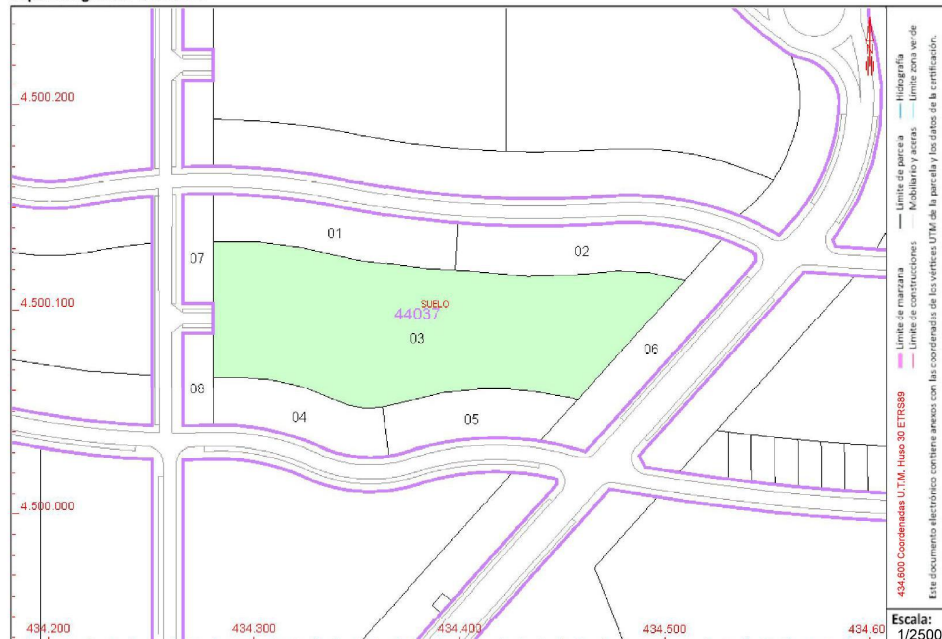 4.500.200
01
02
07
4.500.100
SUELO
44037
03
06
08
04
05
4.500.000
434.200
434.300
434.400
434.500
434.60
Límite de manzana
Límite de parcela
Hidrografía
Límite de construcciones
Mobiliario y aceras
Límite zona verde
434.600 Coordenadas U.T.M. Huso 30 ETRS89
Este documento electrónico contiene anexos con las coordenadas de los vértices UTM de la parcela y los datos de la certificación.
Escala:
1/2500